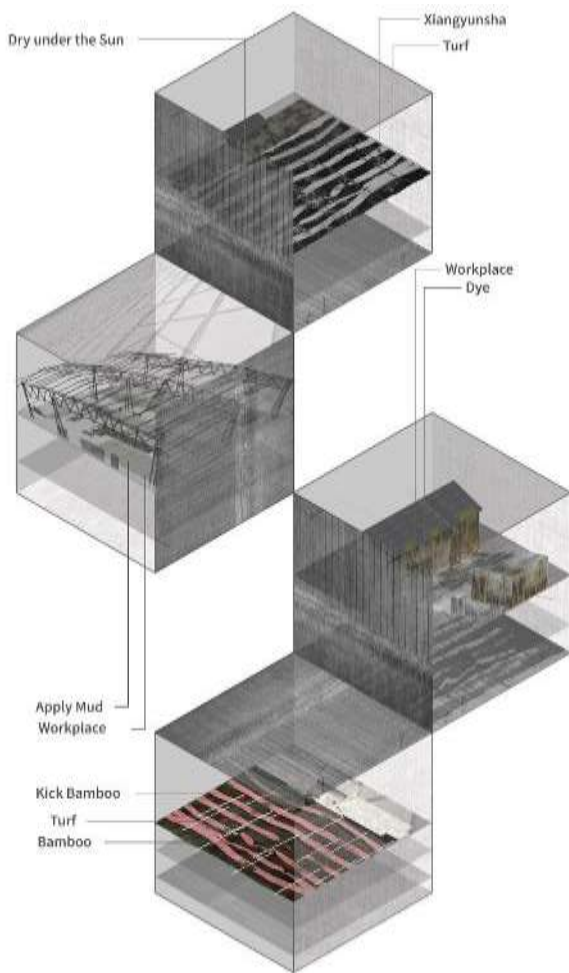 Xiangyunsha
Dry under the Sun
Turf
Workplace
Dye
Apply Mud
Workplace
Kick Bamboo
Turf
Bamboo